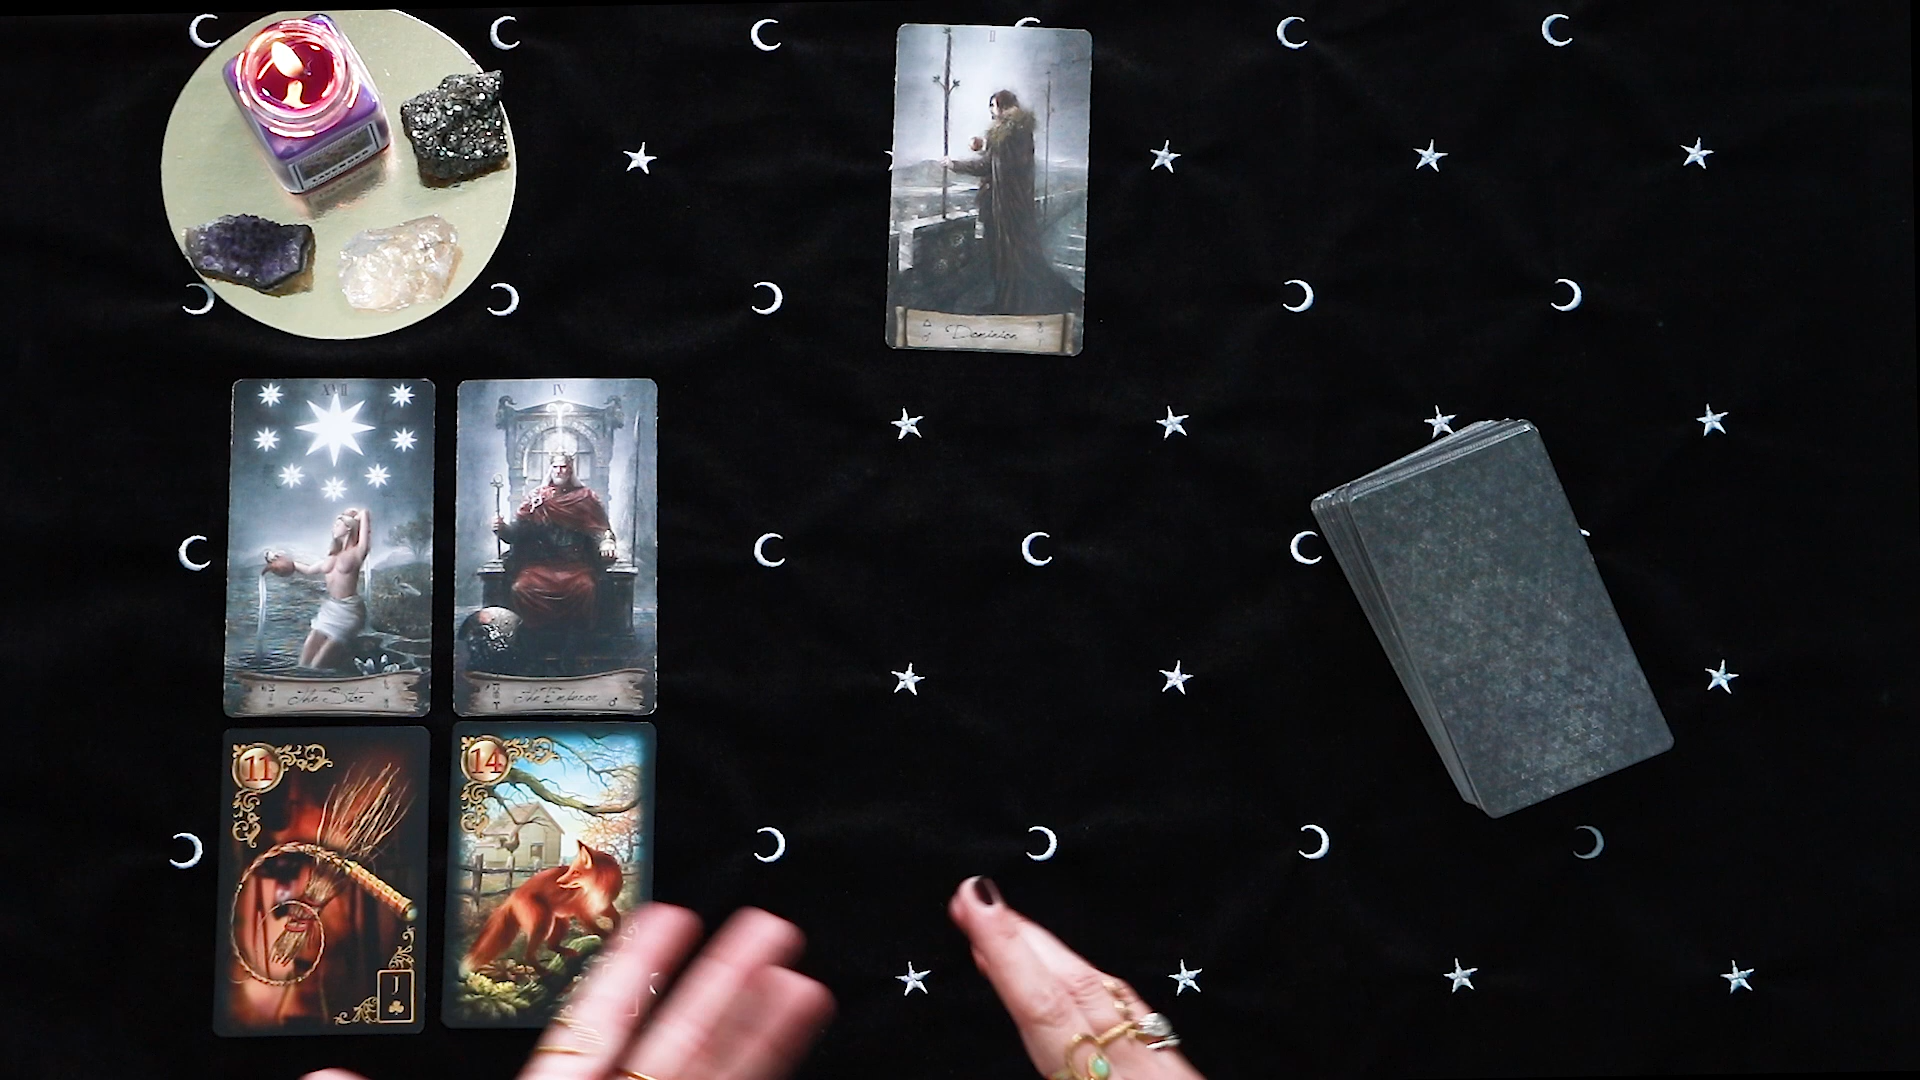 II
Dominion
XVII
IV
The Star
The Emperor
11
14
J